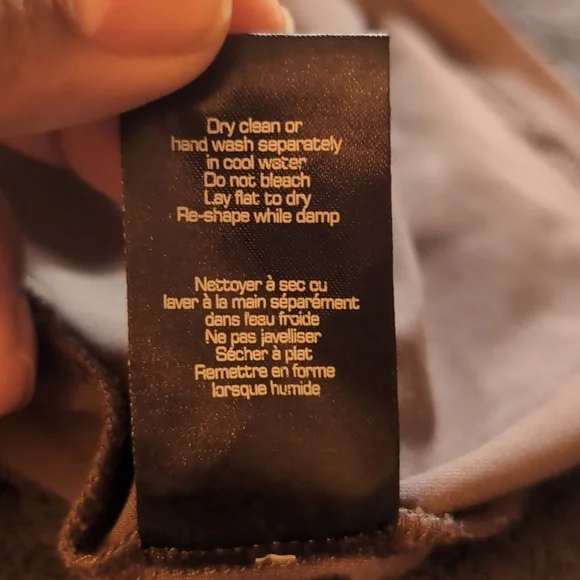 Dry clean or
hand wash separately
in cool water
Do not bleach
Lay flat to dry
Re-shape while damp
Nettoyer à sec ou
laver à la main séparément
dans l'eau froide
Ne pas javelliser
Sécher à plat
Remettre en forme
lorsque humide